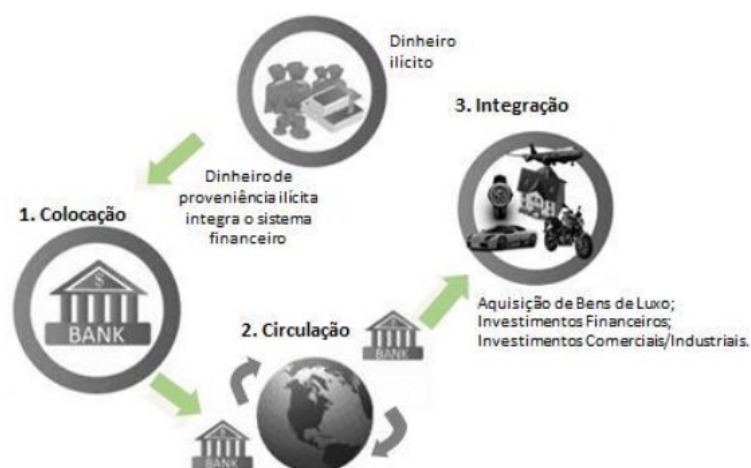 Dinheiro
ilícito
3. Integração
Dinheiro de
proveniência ilícita
integra o sistema
financeiro
1. Colocação
$
BANK
2. Circulação
BANK
BANK
Aquisição de Bens de Luxo;
Investimentos Financeiros;
Investimentos Comerciais/Industriais.